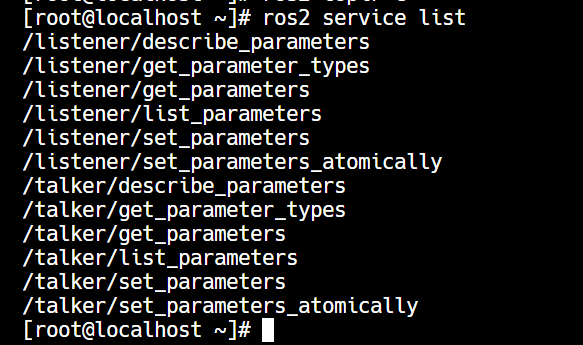 [root@localhost ~]# ros2 service list
/listener/describe_parameters
/listener/get_parameter_types
/listener/get_parameters
/listener/list_parameters
/listener/set_parameters
/listener/set_parameters_atomically
/talker/describe_parameters
/talker/get_parameter_types
/talker/get_parameters
/talker/list_parameters
/talker/set_parameters
/talker/set_parameters_atomically
[root@localhost ~]#